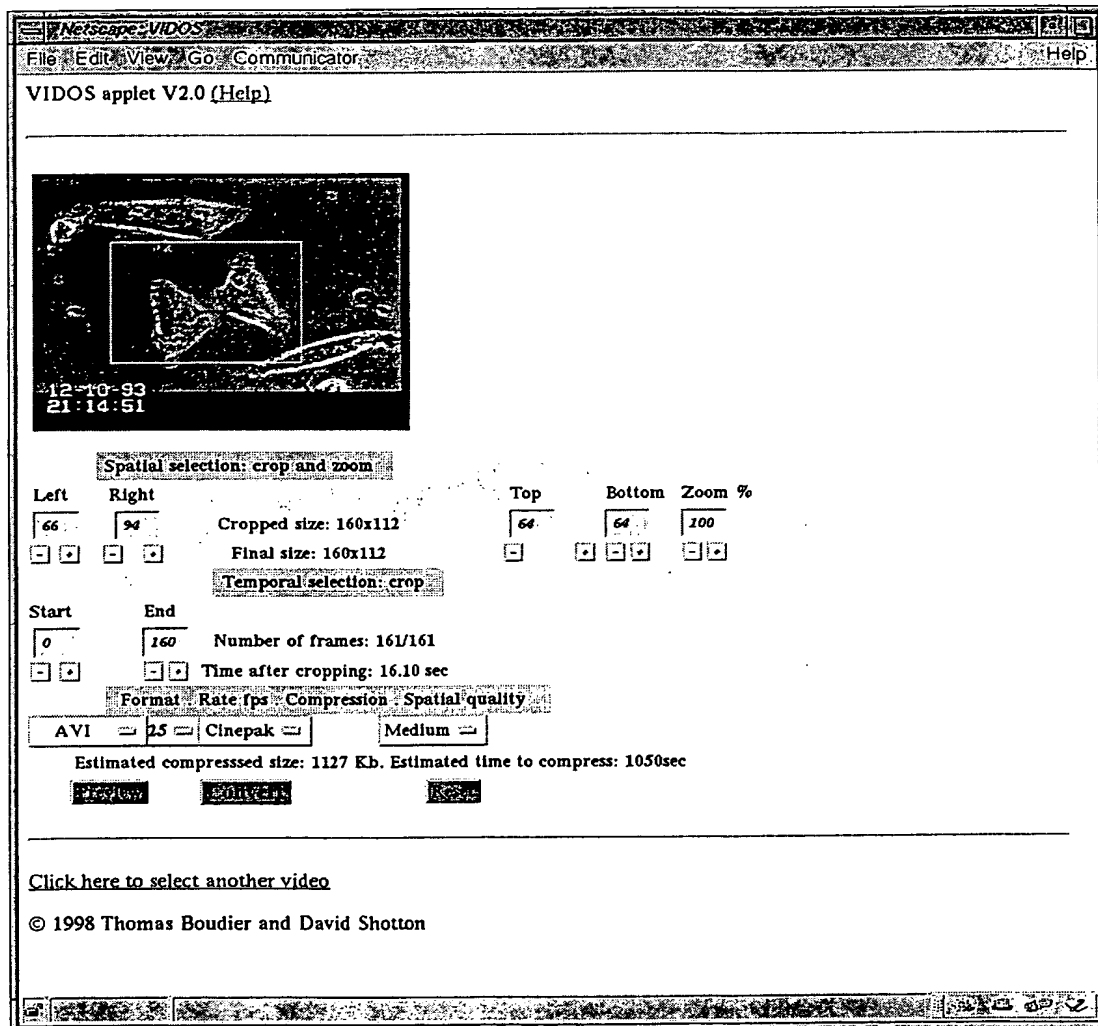 Netscape: VIDOS
File Edit View Go Communicator Help
VIDOS applet V2.0 (Help)
12-10-93
21:14:51
Spatial selection: crop and zoom
Left Right Top Bottom Zoom %
66 94 Cropped size: 160x112 64 64 100
- + - + Final size: 160x112 - + - + - +
Temporal selection: crop
Start End
0 160 Number of frames: 161/161
- + - + Time after cropping: 16.10 sec
Format Rate fps Compression Spatial quality
AVI 25 Cinepak Medium
Estimated compresssed size: 1127 Kb. Estimated time to compress: 1050sec
Preview Convert Reset
Click here to select another video
© 1998 Thomas Boudier and David Shotton